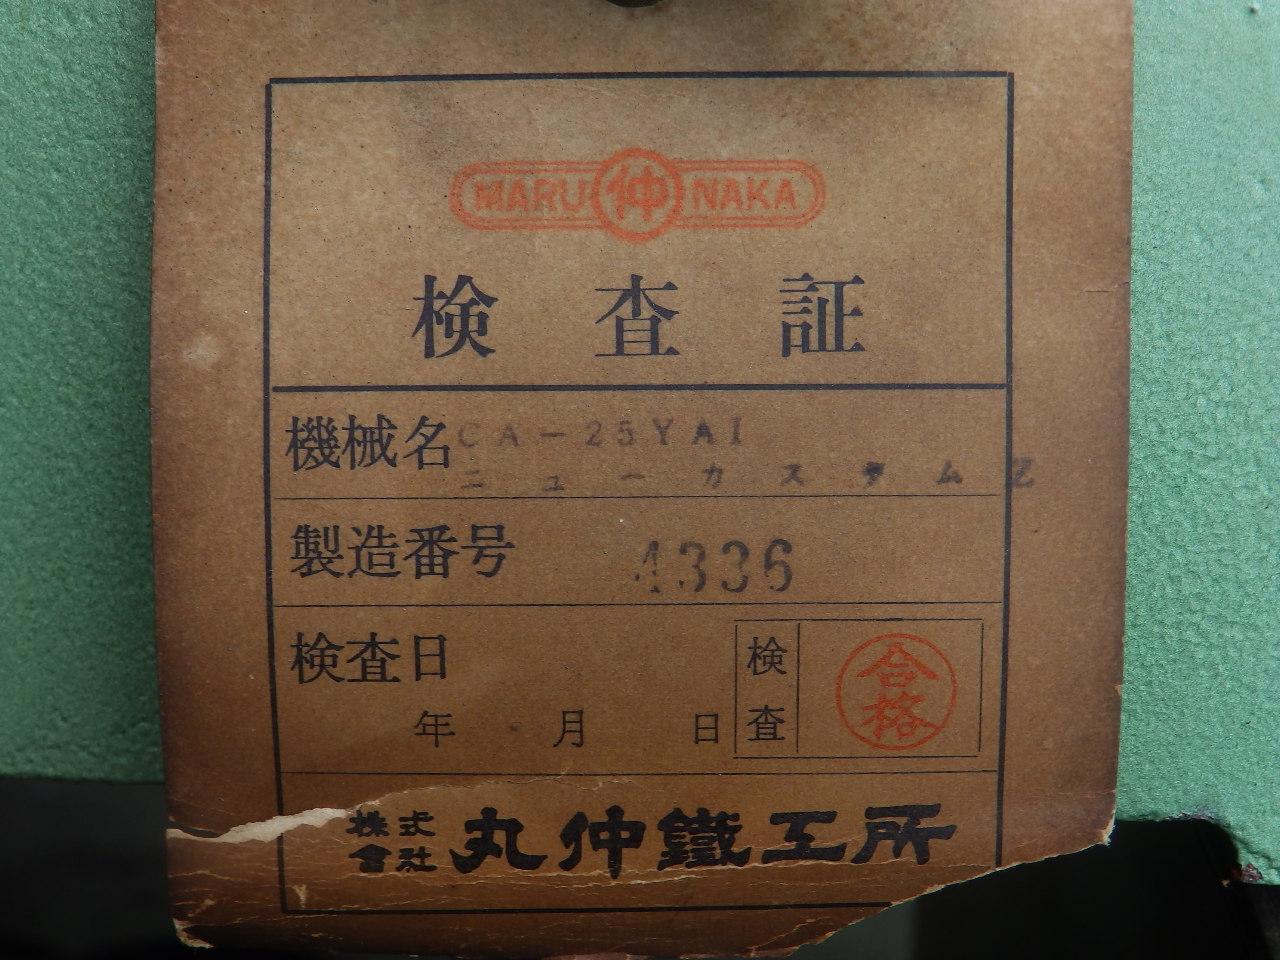 MARU 仲 NAKA
検査証
機械名 CA-25YAI
ニューカスタム Z
製造番号 4336
検査日
年 月 日
検査
合格
株式會社 丸仲鐵工所